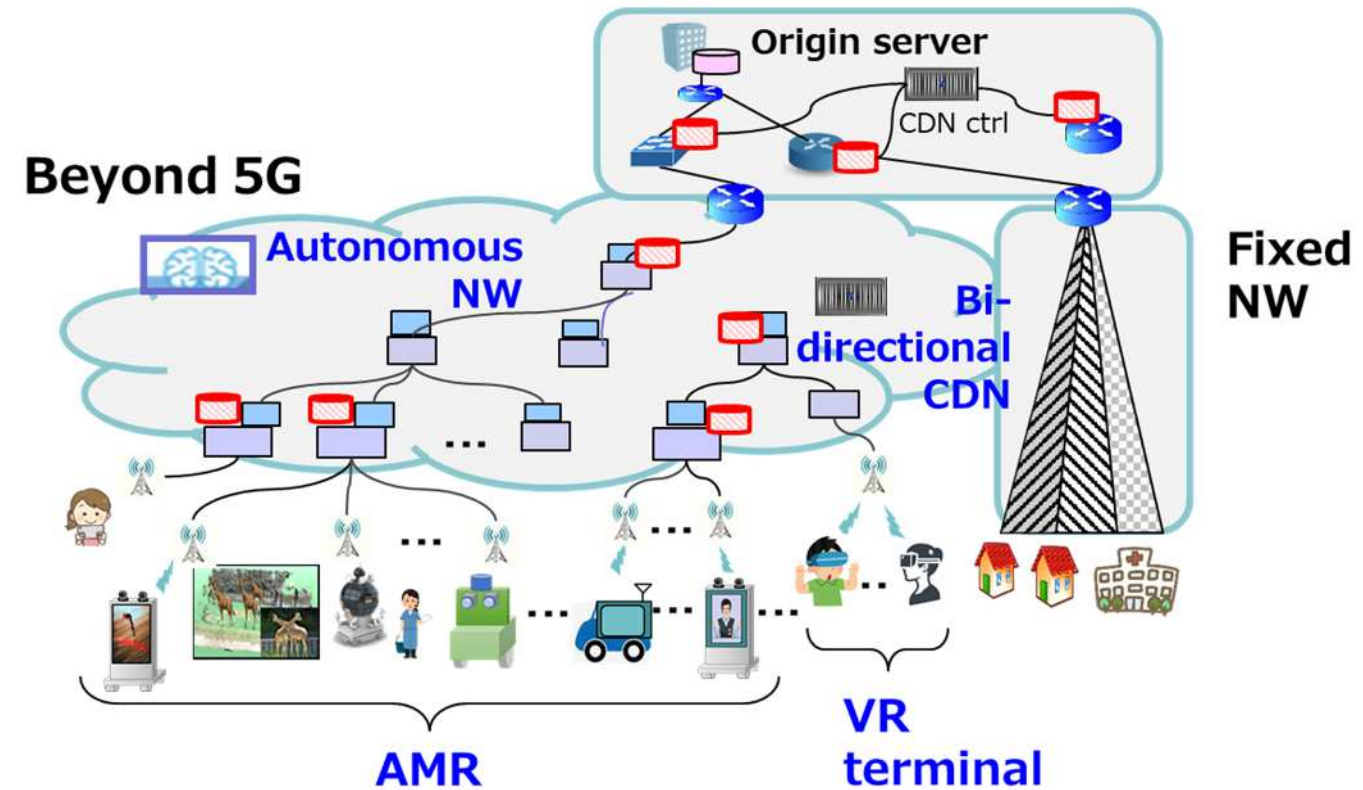 Origin server
CDN ctrl
Beyond 5G
Autonomous
NW
Bi-
directional
CDN
Fixed
NW
...
...
...
...
...
...
..
AMR
VR
terminal